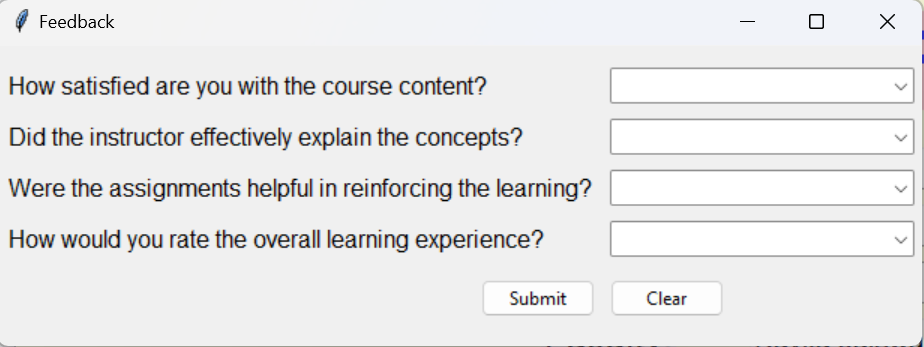 Feedback
How satisfied are you with the course content?
Did the instructor effectively explain the concepts?
Were the assignments helpful in reinforcing the learning?
How would you rate the overall learning experience?
Submit Clear